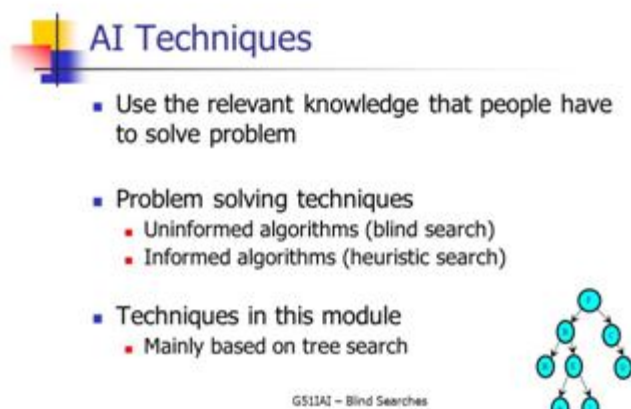 AI Techniques
Use the relevant knowledge that people have
to solve problem
Problem solving techniques
Uninformed algorithms (blind search)
Informed algorithms (heuristic search)
Techniques in this module
Mainly based on tree search
G51IAI – Blind Searches